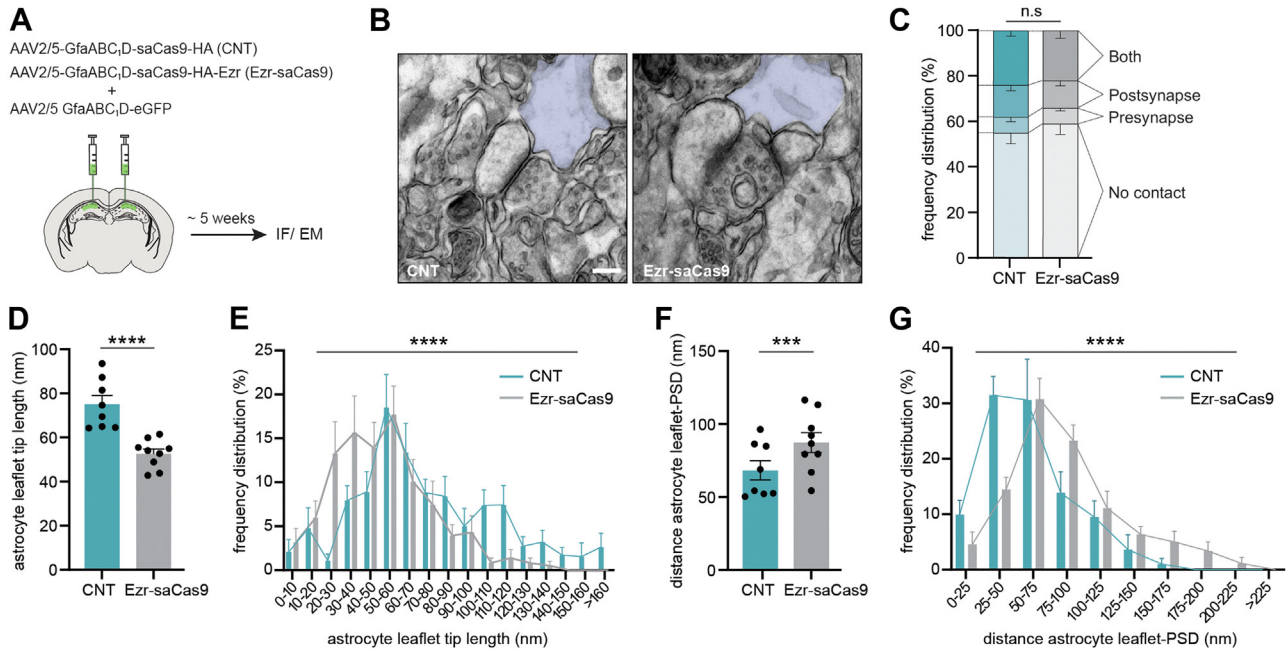 A
AAV2/5-GfaABC₁D-saCas9-HA (CNT)
AAV2/5-GfaABC₁D-saCas9-HA-Ezr (Ezr-saCas9)
+
AAV2/5 GfaABC₁D-eGFP
~ 5 weeks
IF/ EM
B
CNT
Ezr-saCas9
C
n.s
frequency distribution (%)
100
80
60
40
20
0
Both
Postsynapse
Presynapse
No contact
CNT
Ezr-saCas9
D
****
astrocyte leaflet tip length (nm)
100
80
60
40
20
0
CNT
Ezr-saCas9
E
****
CNT
Ezr-saCas9
frequency distribution (%)
25
20
15
10
5
0
0-10
10-20
20-30
30-40
40-50
50-60
60-70
70-80
80-90
90-100
100-110
110-120
120-130
130-140
140-150
150-160
>160
astrocyte leaflet tip length (nm)
F
***
distance astrocyte leaflet-PSD (nm)
150
100
50
0
CNT
Ezr-saCas9
G
****
CNT
Ezr-saCas9
frequency distribution (%)
40
30
20
10
0
0-25
25-50
50-75
75-100
100-125
125-150
150-175
175-200
200-225
>225
distance astrocyte leaflet-PSD (nm)